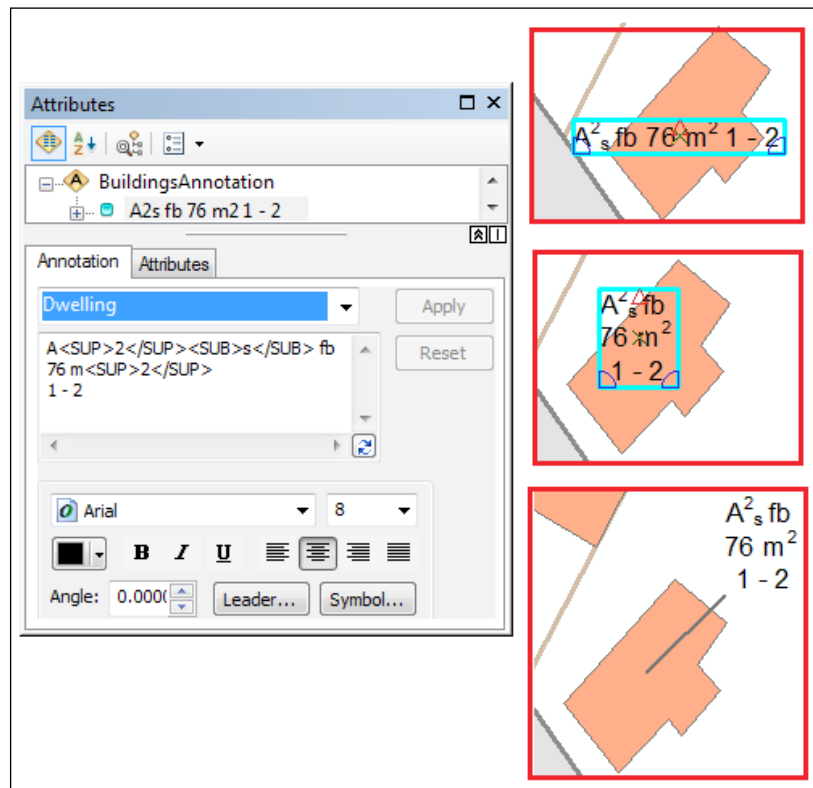 Attributes
BuildingsAnnotation
A2s fb 76 m2 1 - 2
Annotation Attributes
Dwelling
Apply
A<SUP>2</SUP><SUB>s</SUB> fb
76 m<SUP>2</SUP>
1 - 2
Reset
Arial
8
B I U
Angle:
Leader...
Symbol...
A²ₛ fb 76 m² 1 - 2
A²ₛ fb
76 m²
1 - 2
A²ₛ fb
76 m²
1 - 2